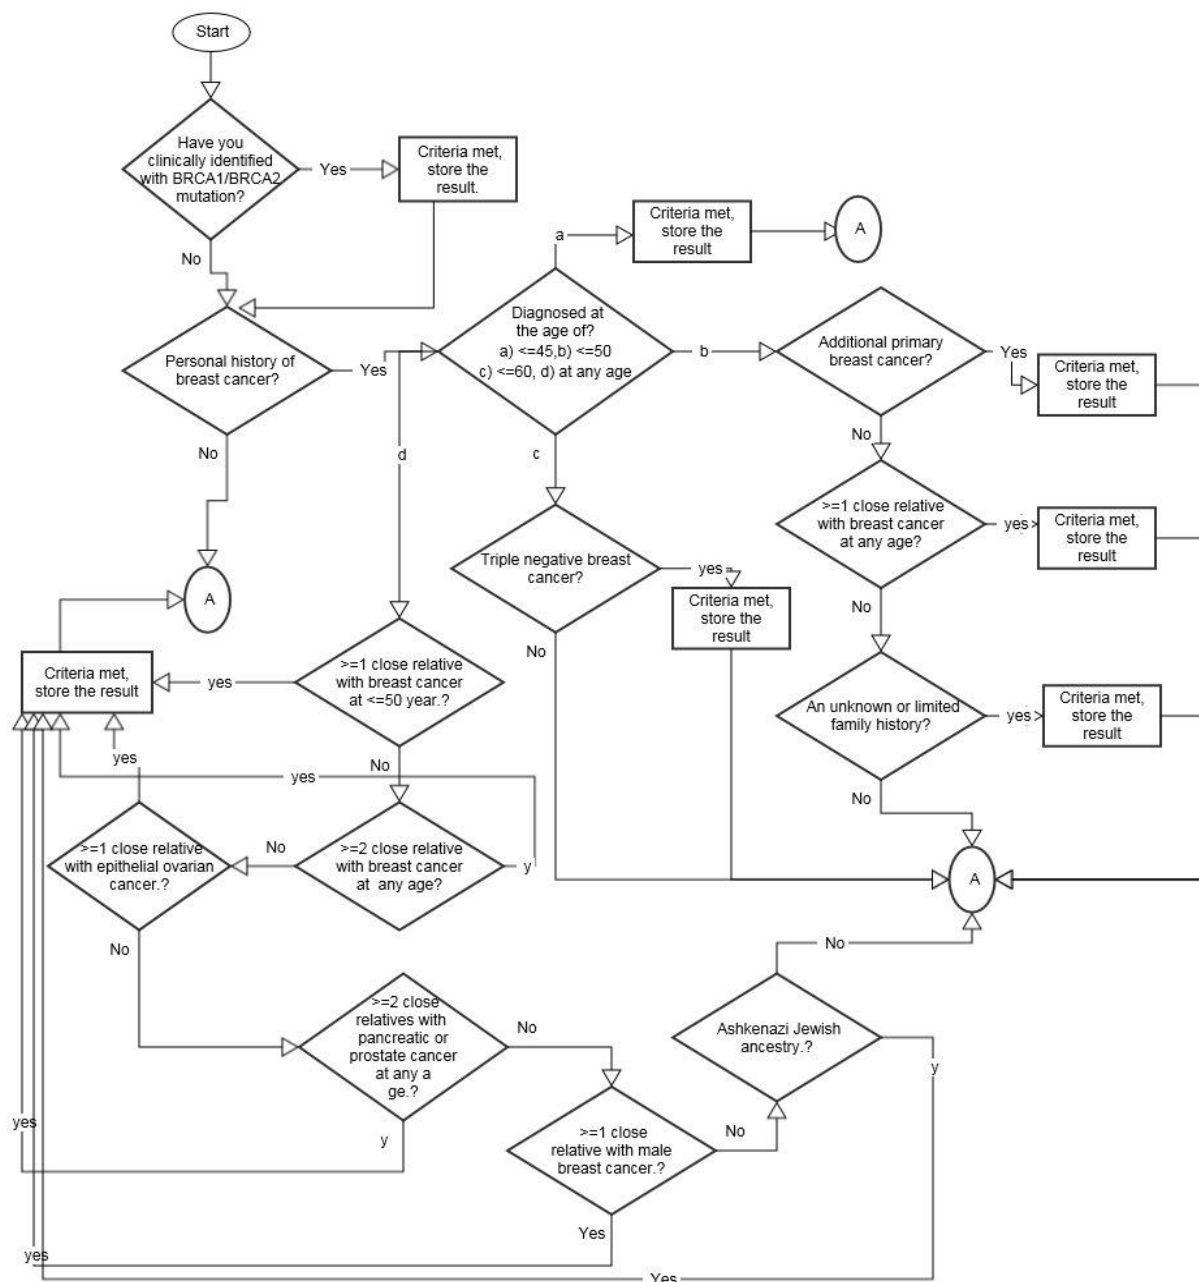 Start
Have you
clinically identified
with BRCA1/BRCA2
mutation?
Yes
Criteria met,
store the
result.
No
Personal history of
breast cancer?
Yes
No
A
Diagnosed at
the age of?
a) <=45,b) <=50
c) <=60, d) at any age
a
Criteria met,
store the
result
A
b
Additional primary
breast cancer?
Yes
Criteria met,
store the
result
No
>=1 close relative
with breast cancer
at any age?
yes
Criteria met,
store the
result
No
An unknown or limited
family history?
yes
Criteria met,
store the
result
No
A
c
Triple negative breast
cancer?
yes
Criteria met,
store the
result
No
d
>=1 close relative
with breast cancer
at <=50 year.?
yes
Criteria met,
store the result
No
>=2 close relative
with breast cancer
at any age?
y
yes
No
>=1 close relative
with epithelial ovarian
cancer.?
yes
No
>=2 close
relatives with
pancreatic or
prostate cancer
at any a
ge.?
y
yes
No
>=1 close
relative with male
breast cancer.?
Yes
yes
No
Ashkenazi Jewish
ancestry.?
y
Yes
No